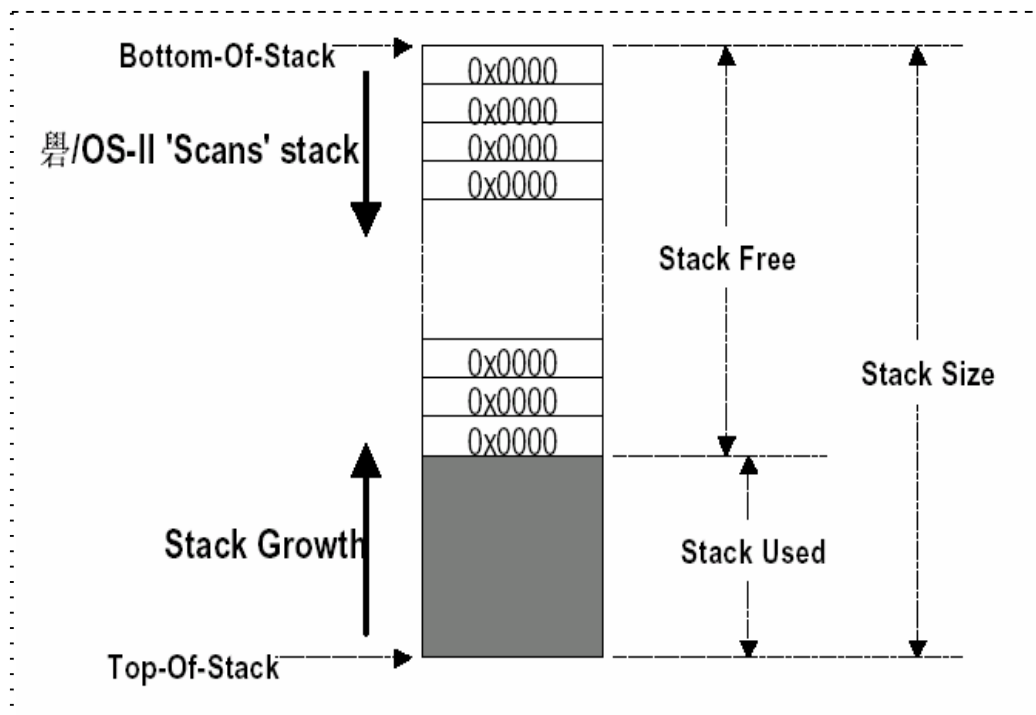 Bottom-Of-Stack
0x0000
0x0000
礐/OS-II 'Scans' stack
0x0000
0x0000
Stack Free
0x0000
Stack Size
0x0000
0x0000
Stack Growth
Stack Used
Top-Of-Stack